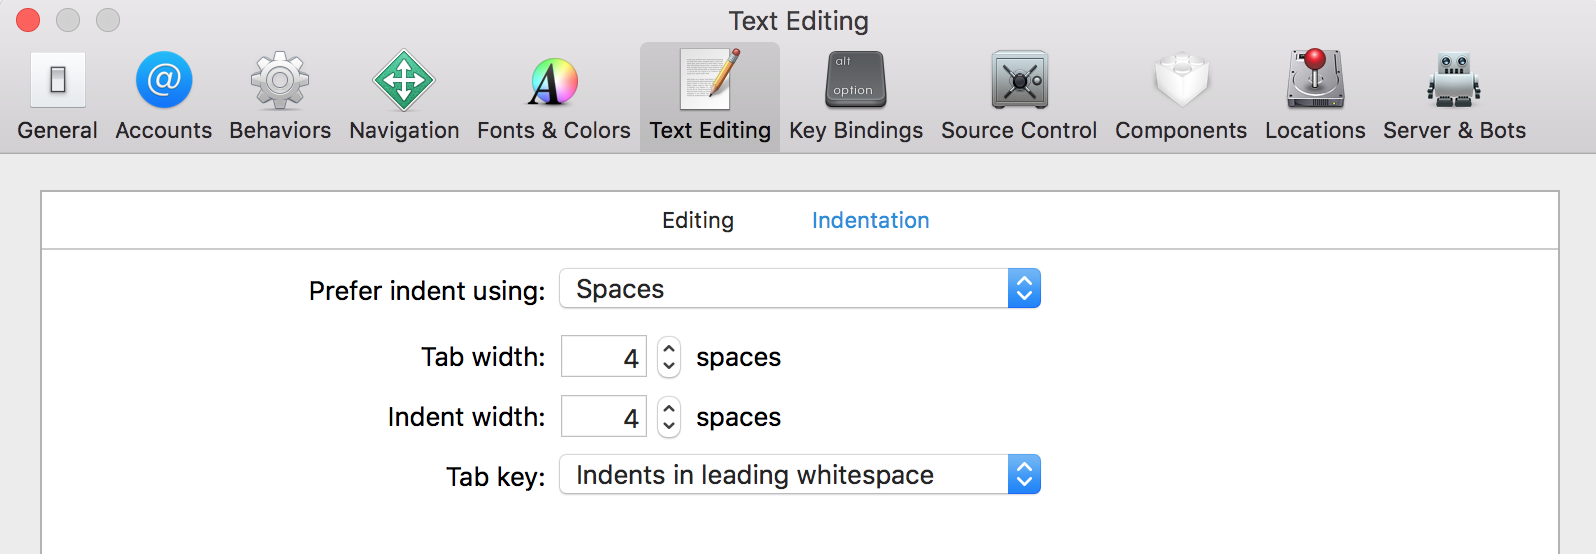 Text Editing
General Accounts Behaviors Navigation Fonts & Colors Text Editing Key Bindings Source Control Components Locations Server & Bots
alt
option
Editing Indentation
Prefer indent using: Spaces
Tab width: 4 spaces
Indent width: 4 spaces
Tab key: Indents in leading whitespace